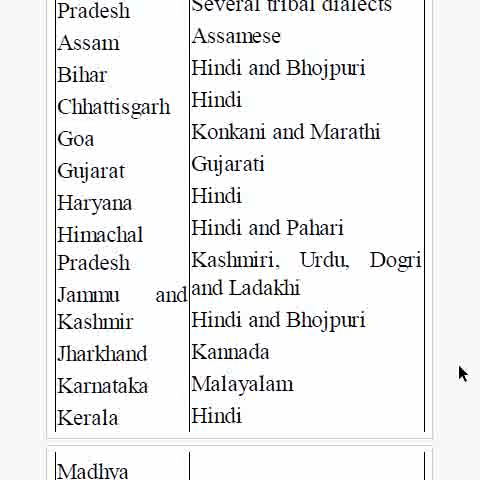 Pradesh
Several tribal dialects
Assam
Assamese
Bihar
Hindi and Bhojpuri
Chhattisgarh
Hindi
Goa
Konkani and Marathi
Gujarat
Gujarati
Haryana
Hindi
Himachal
Hindi and Pahari
Pradesh
Kashmiri, Urdu, Dogri
Jammu and
and Ladakhi
Kashmir
Hindi and Bhojpuri
Jharkhand
Kannada
Karnataka
Malayalam
Kerala
Hindi
Madhya